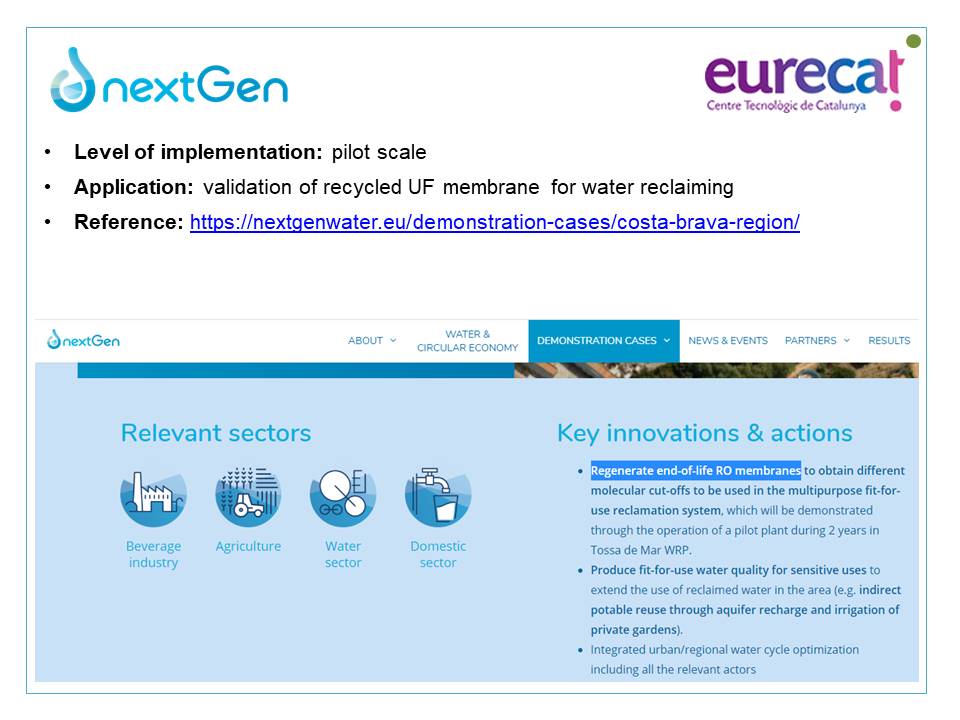 nextGen
eurecat
Centre Tecnològic de Catalunya
• Level of implementation: pilot scale
• Application: validation of recycled UF membrane for water reclaiming
• Reference: https://nextgenwater.eu/demonstration-cases/costa-brava-region/
nextGen
ABOUT
WATER &
CIRCULAR ECONOMY
DEMONSTRATION CASES
NEWS & EVENTS
PARTNERS
RESULTS
Relevant sectors
Beverage
industry
Agriculture
Water
sector
Domestic
sector
Key innovations & actions
• Regenerate end-of-life RO membranes to obtain different
molecular cut-offs to be used in the multipurpose fit-for-
use reclamation system, which will be demonstrated
through the operation of a pilot plant during 2 years in
Tossa de Mar WRP.
• Produce fit-for-use water quality for sensitive uses to
extend the use of reclaimed water in the area (e.g. indirect
potable reuse through aquifer recharge and irrigation of
private gardens).
• Integrated urban/regional water cycle optimization
including all the relevant actors